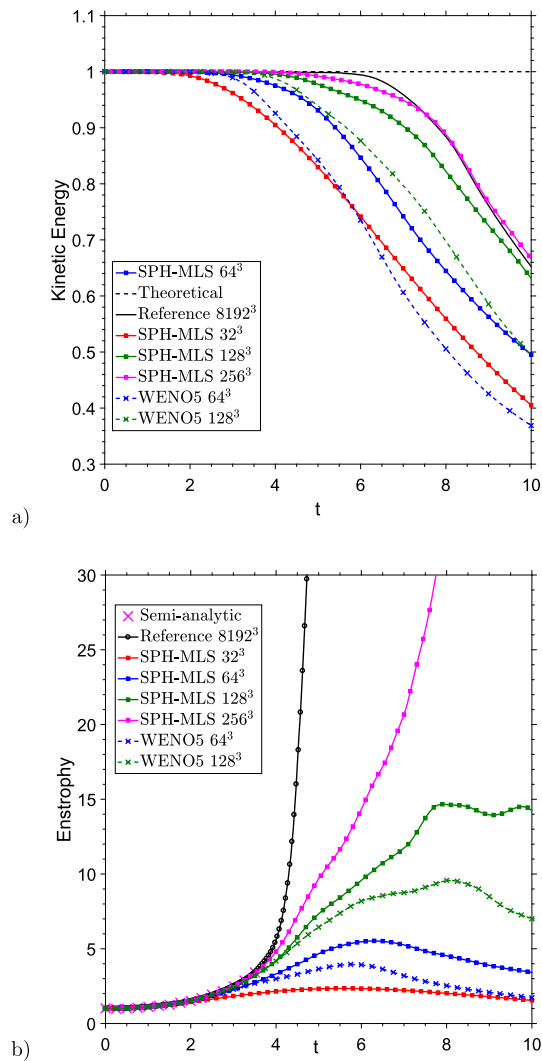 1.1
1
0.9
0.8
0.7
0.6
0.5
0.4
0.3
Kinetic Energy
SPH-MLS 64³
Theoretical
Reference 8192³
SPH-MLS 32³
SPH-MLS 128³
SPH-MLS 256³
WENO5 64³
WENO5 128³
0 2 4 6 8 10
t
a)
30
25
20
15
10
5
0
Enstrophy
Semi-analytic
Reference 8192³
SPH-MLS 32³
SPH-MLS 64³
SPH-MLS 128³
SPH-MLS 256³
WENO5 64³
WENO5 128³
0 2 4 6 8 10
t
b)